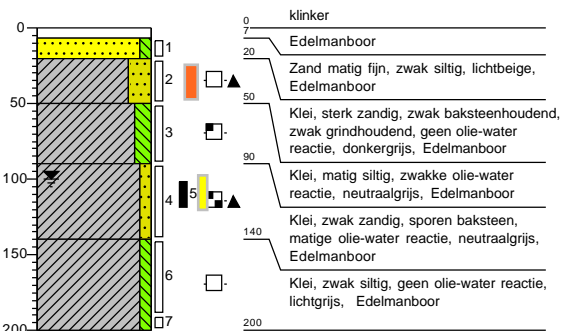 0
50
100
150
200
1
2
3
4
5
6
7
0
klinker
7
Edelmanboor
20
Zand matig fijn, zwak siltig, lichtbeige,
Edelmanboor
50
Klei, sterk zandig, zwak baksteenhoudend,
zwak grindhoudend, geen olie-water
reactie, donkergrijs, Edelmanboor
90
Klei, matig siltig, zwakke olie-water
reactie, neutraalgrijs, Edelmanboor
Klei, zwak zandig, sporen baksteen,
matige olie-water reactie, neutraalgrijs,
140
Edelmanboor
Klei, zwak siltig, geen olie-water reactie,
lichtgrijs, Edelmanboor
200